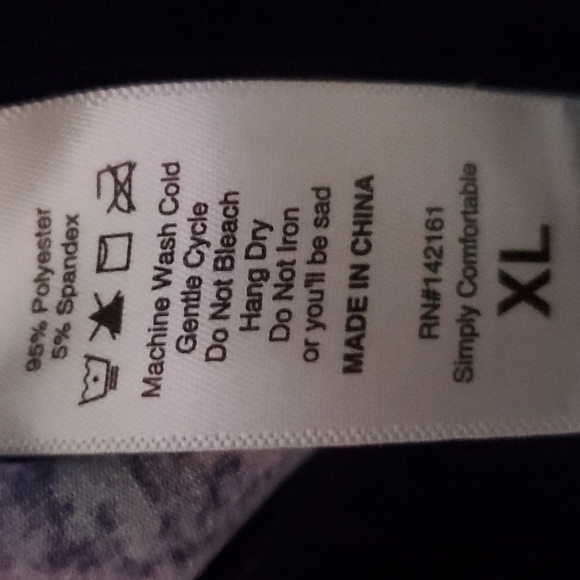 95% Polyester
5% Spandex
Machine Wash Cold
Gentle Cycle
Do Not Bleach
Hang Dry
Do Not Iron
or you'll be sad
MADE IN CHINA
RN#142161
Simply Comfortable
XL